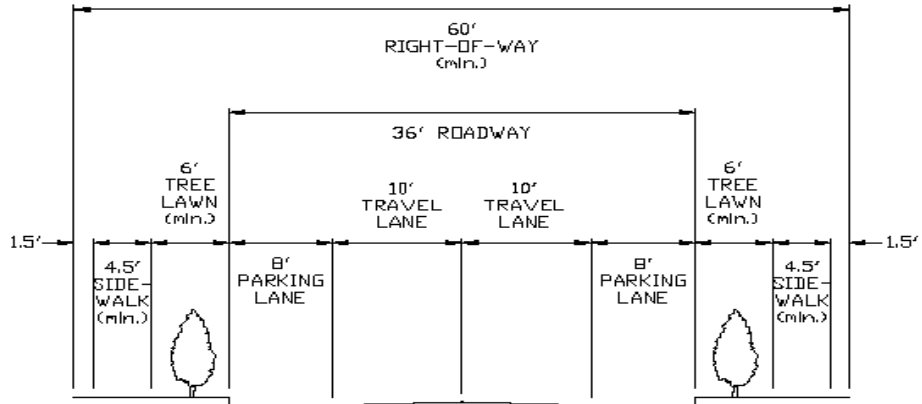 60'
RIGHT-OF-WAY
(min.)
36' ROADWAY
6'
TREE
LAWN
(min.)
10'
TRAVEL
LANE
10'
TRAVEL
LANE
6'
TREE
LAWN
(min.)
1.5'
1.5'
4.5'
SIDE-
WALK
(min.)
8'
PARKING
LANE
8'
PARKING
LANE
4.5'
SIDE-
WALK
(min.)